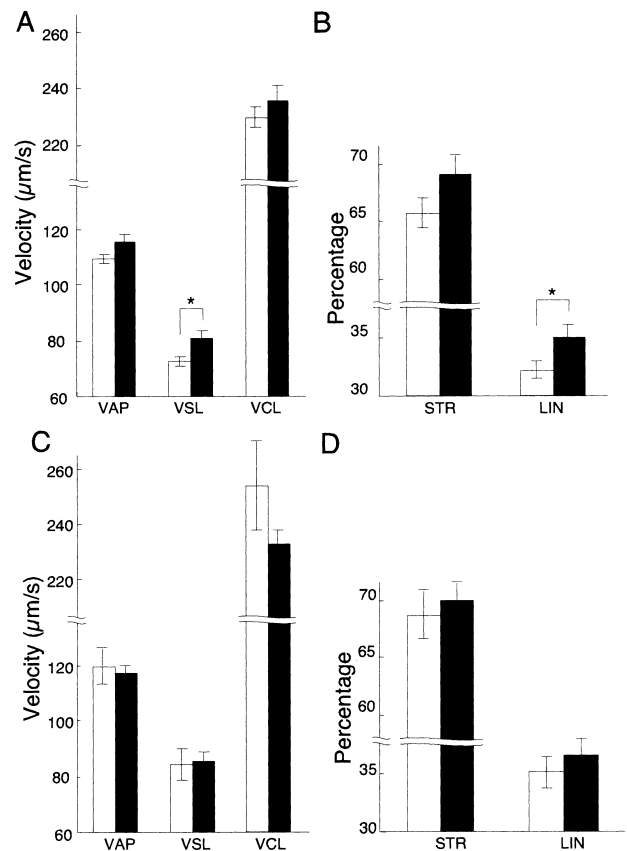 A
Velocity (μm/s)
260
240
220
120
100
80
60
*
VAP VSL VCL
B
Percentage
70
65
60
35
30
*
STR LIN
C
Velocity (μm/s)
260
240
220
120
100
80
60
VAP VSL VCL
D
Percentage
70
65
60
35
30
STR LIN